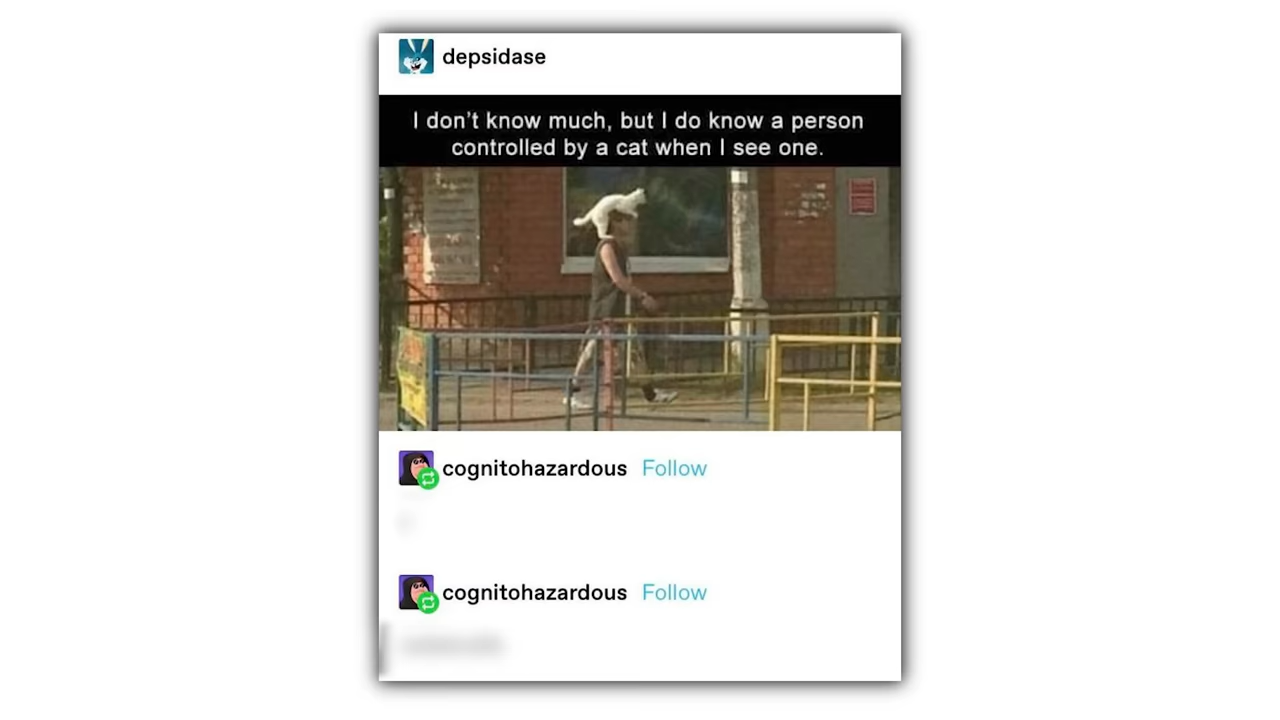 depsidase
I don't know much, but I do know a person
controlled by a cat when I see one.
cognitohazardous Follow
cognitohazardous Follow